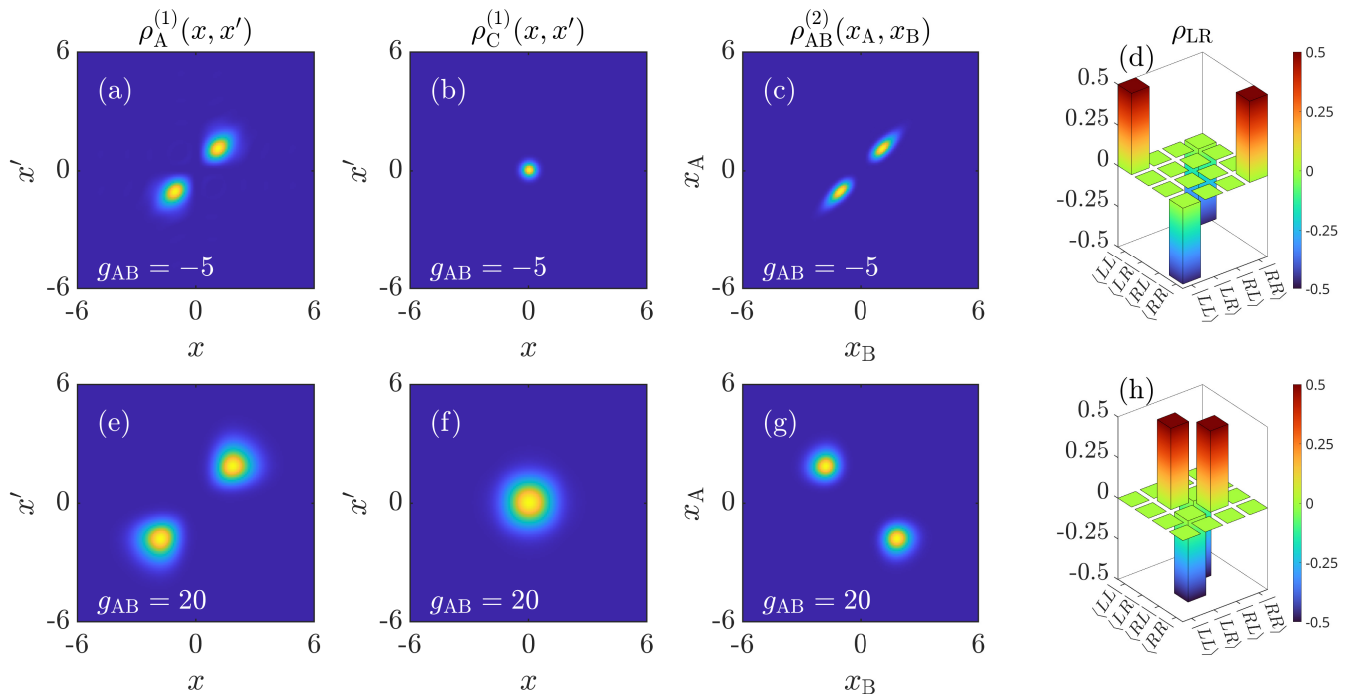 ρ_A^(1)(x, x′)
ρ_C^(1)(x, x′)
ρ_AB^(2)(x_A, x_B)
ρ_LR
(a)
g_AB = −5
6
0
-6
x′
-6 0 6
x
(b)
g_AB = −5
6
0
-6
x′
-6 0 6
x
(c)
g_AB = −5
6
0
-6
x_A
-6 0 6
x_B
(d)
0.5
0.25
0
-0.25
-0.5
⟨LL|
⟨LR|
⟨RL|
⟨RR|
|LL⟩
|LR⟩
|RL⟩
|RR⟩
0.5
0.25
0
-0.25
-0.5
(e)
g_AB = 20
6
0
-6
x′
-6 0 6
x
(f)
g_AB = 20
6
0
-6
x′
-6 0 6
x
(g)
g_AB = 20
6
0
-6
x_A
-6 0 6
x_B
(h)
0.5
0.25
0
-0.25
-0.5
⟨LL|
⟨LR|
⟨RL|
⟨RR|
|LL⟩
|LR⟩
|RL⟩
|RR⟩
0.5
0.25
0
-0.25
-0.5